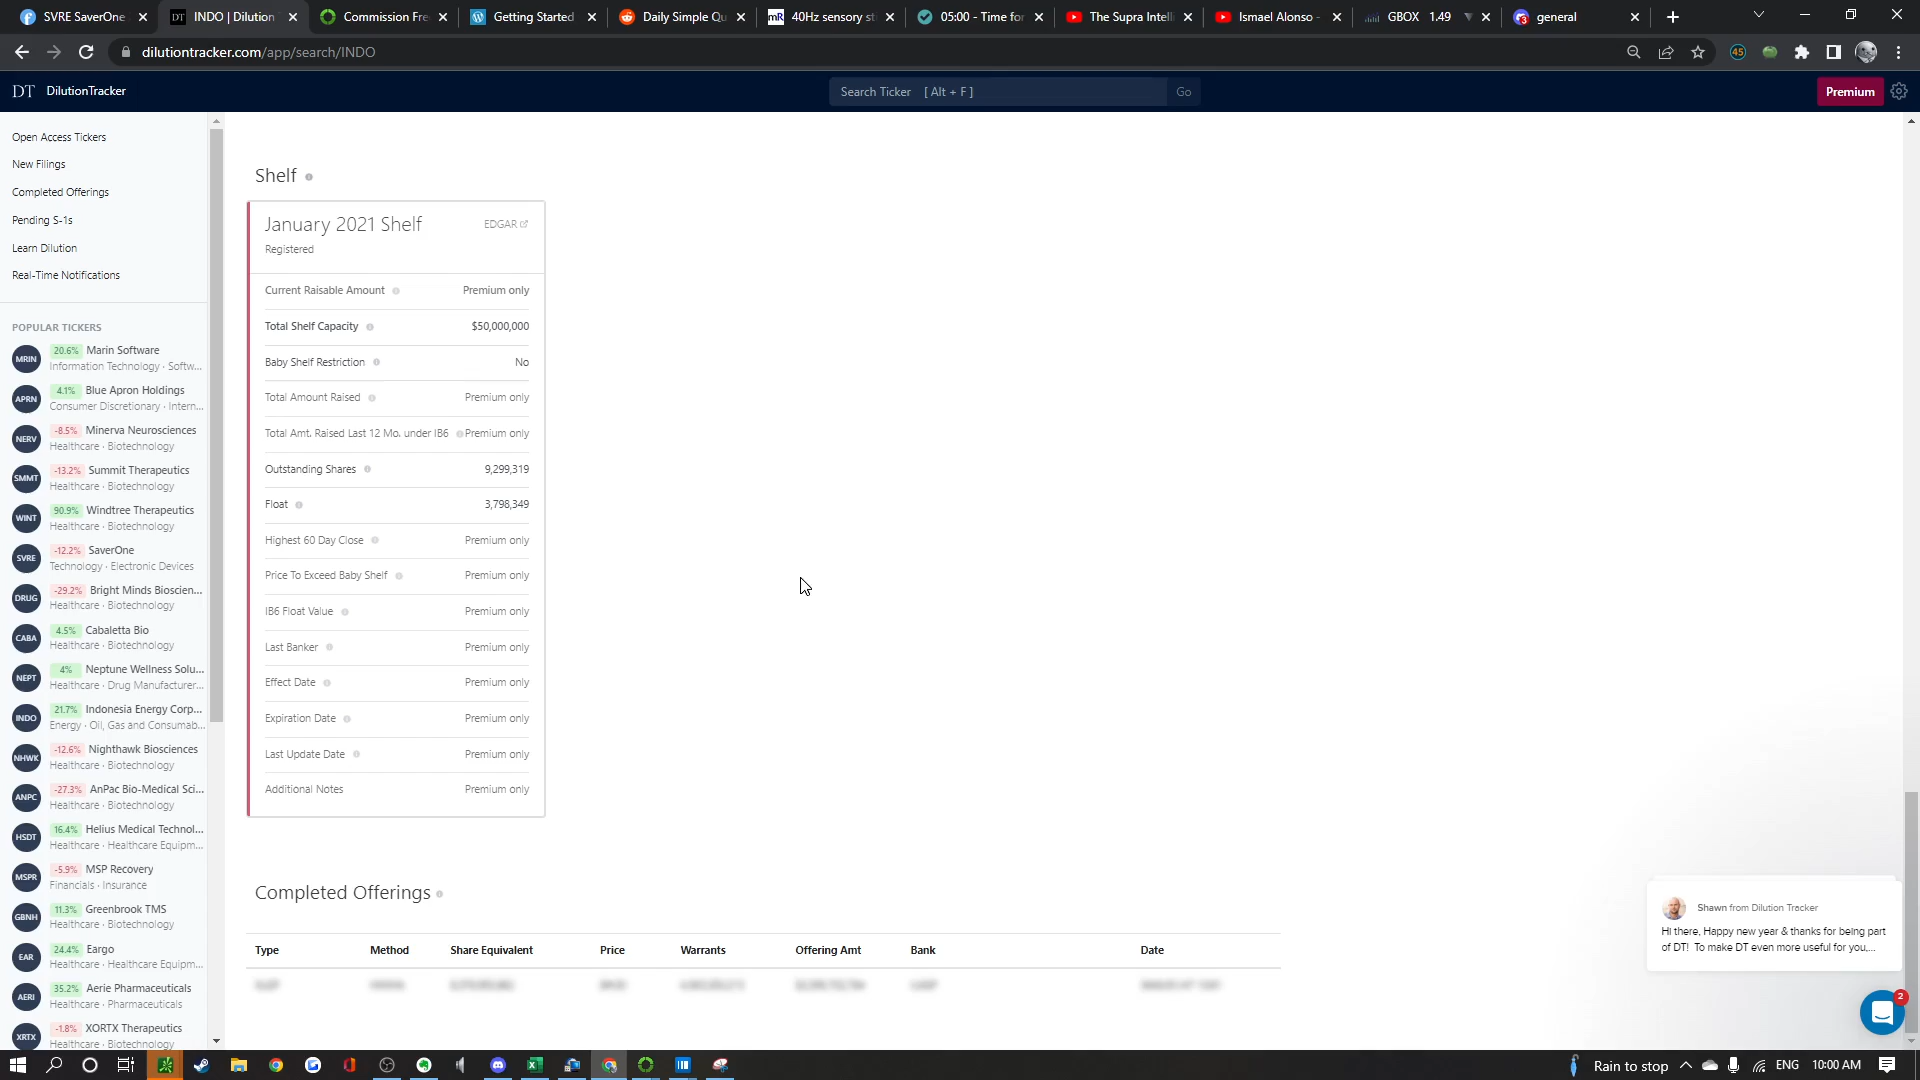 SVRE SaverOne
INDO | Dilution
Commission Fre
Getting Started
Daily Simple Qu
40Hz sensory st
05:00 - Time for
The Supra Intelli
Ismael Alonso -
GBOX 1.49
general
dilutiontracker.com/app/search/INDO
45
DT DilutionTracker
Search Ticker [ Alt + F ]
Go
Premium
Open Access Tickers
New Filings
Completed Offerings
Pending S-1s
Learn Dilution
Real-Time Notifications
POPULAR TICKERS
MRIN 20.6% Marin Software
Information Technology · Softw...
APRN 4.1% Blue Apron Holdings
Consumer Discretionary · Intern...
NERV -8.5% Minerva Neurosciences
Healthcare · Biotechnology
SMMT -13.2% Summit Therapeutics
Healthcare · Biotechnology
WINT 90.9% Windtree Therapeutics
Healthcare · Biotechnology
SVRE -12.2% SaverOne
Technology · Electronic Devices
DRUG -29.2% Bright Minds Bioscien...
Healthcare · Biotechnology
CABA 4.5% Cabaletta Bio
Healthcare · Biotechnology
NEPT 4% Neptune Wellness Solu...
Healthcare · Drug Manufacturer...
INDO 21.7% Indonesia Energy Corp...
Energy · Oil, Gas and Consumab...
NHWK -12.6% Nighthawk Biosciences
Healthcare · Biotechnology
ANPC -27.3% AnPac Bio-Medical Sci...
Healthcare · Biotechnology
HSDT 16.4% Helius Medical Technol...
Healthcare · Healthcare Equipm...
MSPR -5.9% MSP Recovery
Financials · Insurance
GBNH 11.3% Greenbrook TMS
Healthcare · Biotechnology
EAR 24.4% Eargo
Healthcare · Healthcare Equipm...
AERI 35.2% Aerie Pharmaceuticals
Healthcare · Pharmaceuticals
XRTX -1.8% XORTX Therapeutics
Healthcare · Biotechnology
Shelf
January 2021 Shelf EDGAR
Registered
Current Raisable Amount Premium only
Total Shelf Capacity $50,000,000
Baby Shelf Restriction No
Total Amount Raised Premium only
Total Amt. Raised Last 12 Mo. under IB6 Premium only
Outstanding Shares 9,299,319
Float 3,798,349
Highest 60 Day Close Premium only
Price To Exceed Baby Shelf Premium only
IB6 Float Value Premium only
Last Banker Premium only
Effect Date Premium only
Expiration Date Premium only
Last Update Date Premium only
Additional Notes Premium only
Completed Offerings
Type Method Share Equivalent Price Warrants Offering Amt Bank Date
Shawn from Dilution Tracker
Hi there, Happy new year & thanks for being part
of DT! To make DT even more useful for you,...
2
Rain to stop
ENG
10:00 AM